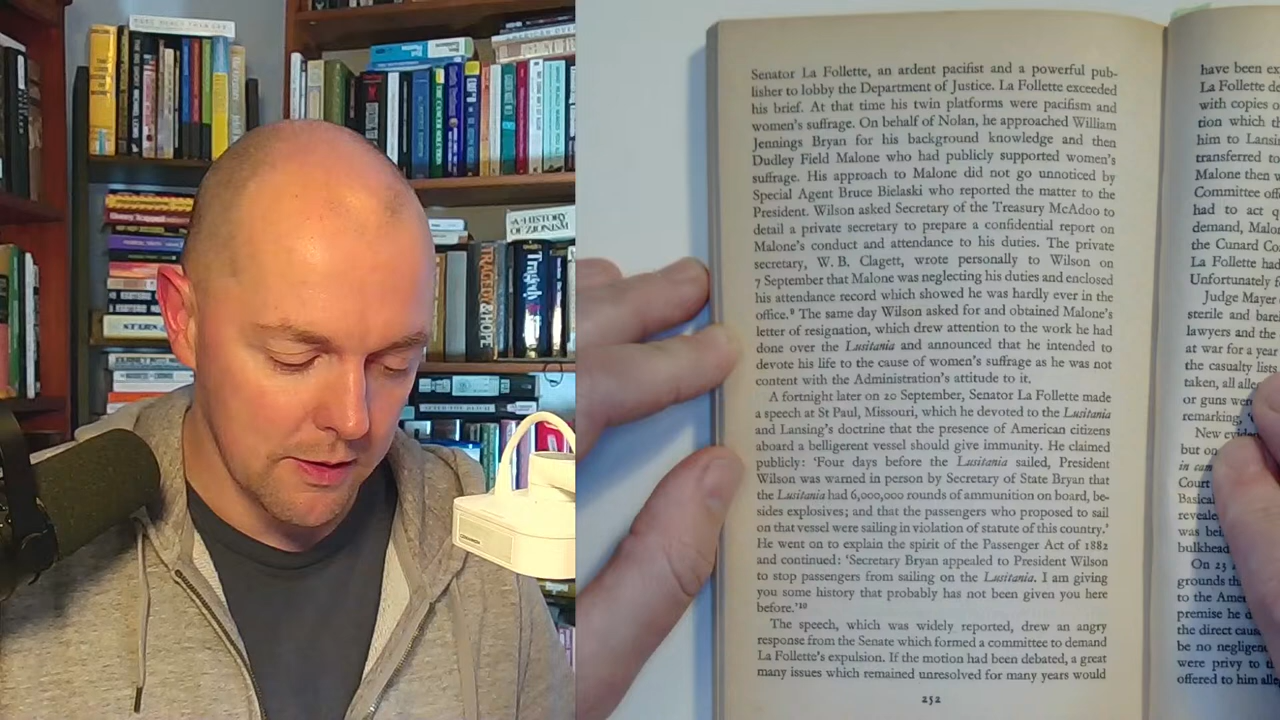 A HISTORY
OF ZIONISM
TRAGEDY
& HOPE
Senator La Follette, an ardent pacifist and a powerful pub-
lisher to lobby the Department of Justice. La Follette exceeded
his brief. At that time his twin platforms were pacifism and
women's suffrage. On behalf of Nolan, he approached William
Jennings Bryan for his background knowledge and then
Dudley Field Malone who had publicly supported women's
suffrage. His approach to Malone did not go unnoticed by
Special Agent Bruce Bielaski who reported the matter to the
President. Wilson asked Secretary of the Treasury McAdoo to
detail a private secretary to prepare a confidential report on
Malone's conduct and attendance to his duties. The private
secretary, W. B. Clagett, wrote personally to Wilson on
7 September that Malone was neglecting his duties and enclosed
his attendance record which showed he was hardly ever in the
office.⁹ The same day Wilson asked for and obtained Malone's
letter of resignation, which drew attention to the work he had
done over the Lusitania and announced that he intended to
devote his life to the cause of women's suffrage as he was not
content with the Administration's attitude to it.
A fortnight later on 20 September, Senator La Follette made
a speech at St Paul, Missouri, which he devoted to the Lusitania
and Lansing's doctrine that the presence of American citizens
aboard a belligerent vessel should give immunity. He claimed
publicly: 'Four days before the Lusitania sailed, President
Wilson was warned in person by Secretary of State Bryan that
the Lusitania had 6,000,000 rounds of ammunition on board, be-
sides explosives; and that the passengers who proposed to sail
on that vessel were sailing in violation of statute of this country.'
He went on to explain the spirit of the Passenger Act of 1882
and continued: 'Secretary Bryan appealed to President Wilson
to stop passengers from sailing on the Lusitania. I am giving
you some history that probably has not been given you here
before.'¹⁰
The speech, which was widely reported, drew an angry
response from the Senate which formed a committee to demand
La Follette's expulsion. If the motion had been debated, a great
many issues which remained unresolved for many years would
252
have been ex
La Follette de
with copies o
tion which th
him to Lansi
transferred to
Malone then w
Committee off
had to act
demand, Malo
the Cunard Co
La Follette had
Unfortunately
Judge Mayer
sterile and bare
lawyers and the
at war for a year
the casualty lists
taken, all alle
or guns wer
remarking,
New
but on
in cam
Court
Basical
reveale
was bei
bulkhead
On 23
grounds th
to the Amer
premise he d
the direct cause
be no negligenc
were privy to t
offered to him alle